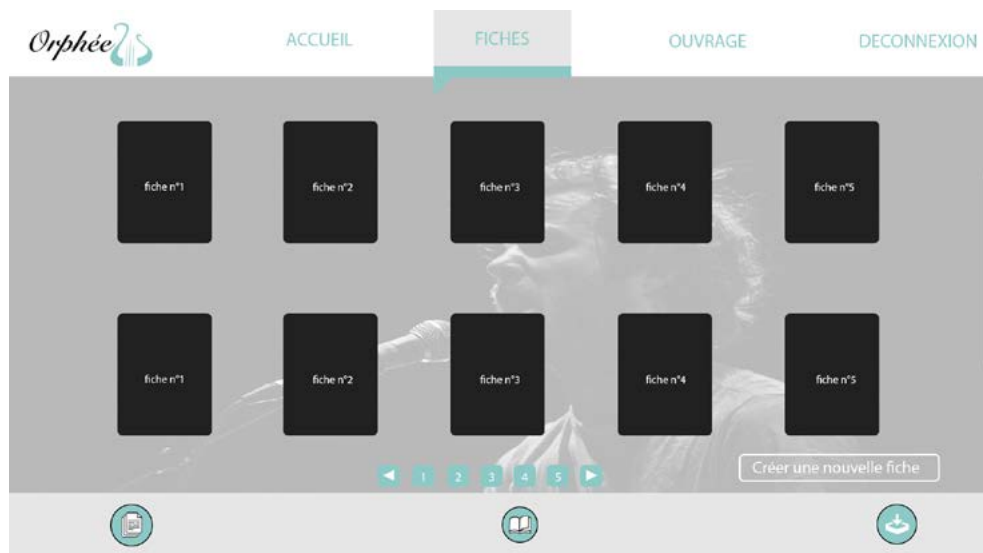 Orphée
ACCUEIL
FICHES
OUVRAGE
DECONNEXION
fiche n°1
fiche n°2
fiche n°3
fiche n°4
fiche n°5
fiche n°1
fiche n°2
fiche n°3
fiche n°4
fiche n°5
1 2 3 4 5
Créer une nouvelle fiche